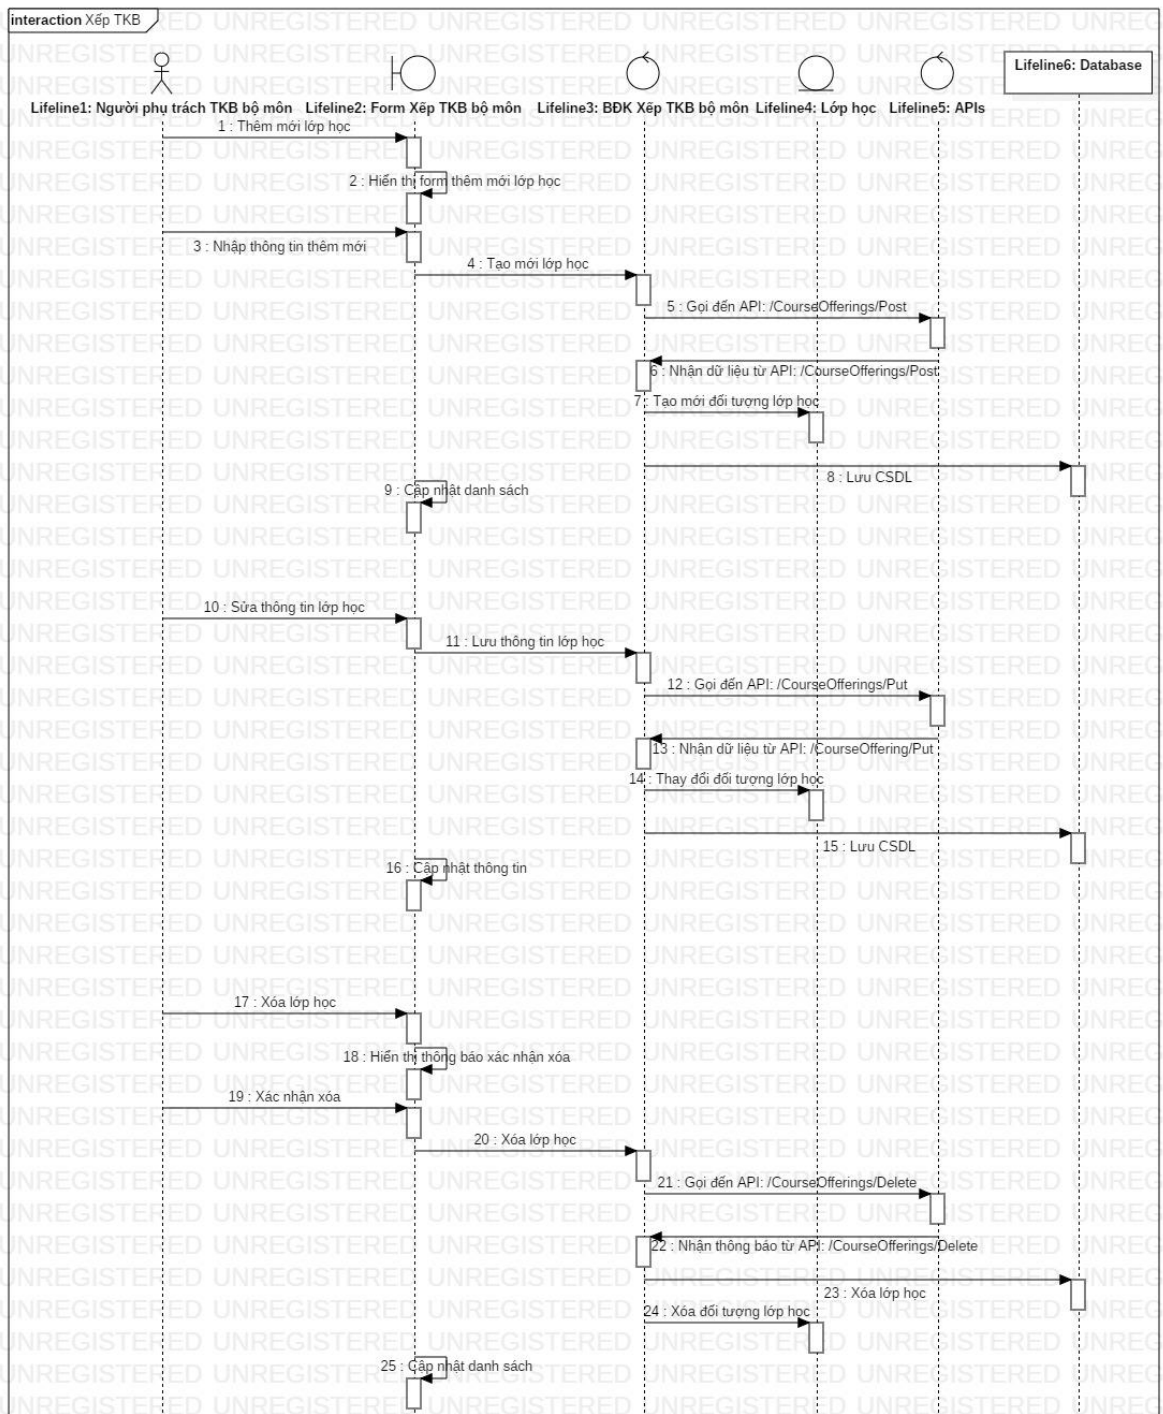 interaction Xếp TKB
Lifeline6: Database
Lifeline1: Người phụ trách TKB bộ môn
Lifeline2: Form Xếp TKB bộ môn
Lifeline3: BĐK Xếp TKB bộ môn
Lifeline4: Lớp học
Lifeline5: APIs
1 : Thêm mới lớp học
2 : Hiển thị form thêm mới lớp học
3 : Nhập thông tin thêm mới
4 : Tạo mới lớp học
5 : Gọi đến API: /CourseOfferings/Post
6 : Nhận dữ liệu từ API: /CourseOfferings/Post
7 : Tạo mới đối tượng lớp học
8 : Lưu CSDL
9 : Cập nhật danh sách
10 : Sửa thông tin lớp học
11 : Lưu thông tin lớp học
12 : Gọi đến API: /CourseOfferings/Put
13 : Nhận dữ liệu từ API: /CourseOffering/Put
14 : Thay đổi đối tượng lớp học
15 : Lưu CSDL
16 : Cập nhật thông tin
17 : Xóa lớp học
18 : Hiển thị thông báo xác nhận xóa
19 : Xác nhận xóa
20 : Xóa lớp học
21 : Gọi đến API: /CourseOfferings/Delete
22 : Nhận thông báo từ API: /CourseOfferings/Delete
23 : Xóa lớp học
24 : Xóa đối tượng lớp học
25 : Cập nhật danh sách
UNREGISTERED